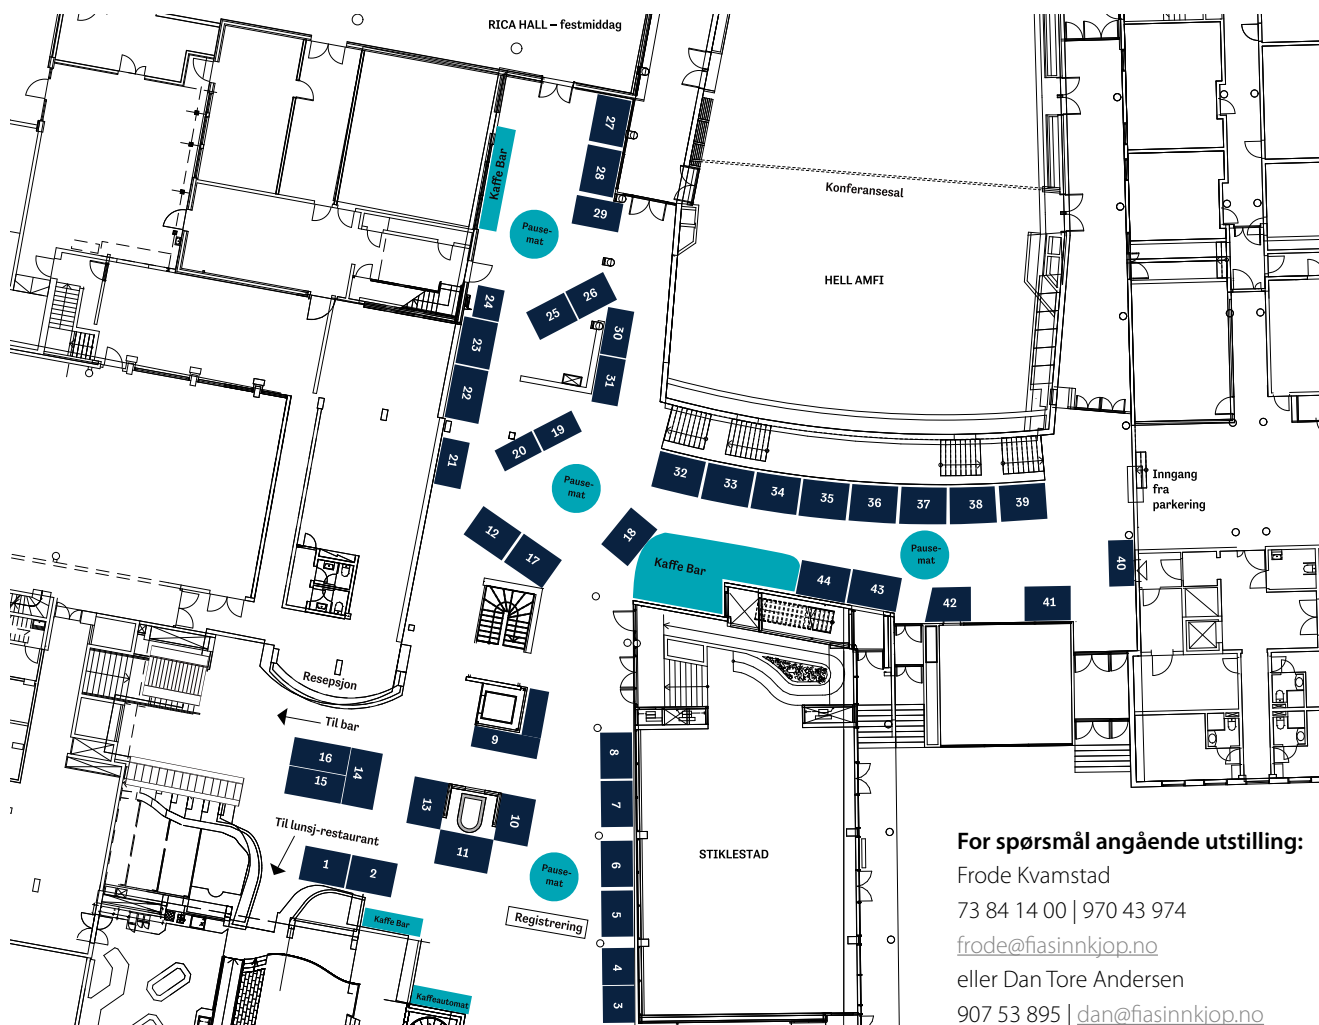 RICA HALL – festmiddag
27
Kaffe Bar
28
Konferansesal
29
Pause-
mat
HELL AMFI
24
26
25
30
23
31
22
19
20
21
32
33
34
35
36
37
38
39
Inngang
fra
parkering
Pause-
mat
12
17
18
Kaffe Bar
Pause-
mat
40
44
43
42
41
Resepsjon
Til bar
9
8
16
14
15
7
13
10
Til lunsj-restaurant
11
1
2
6
STIKLESTAD
Pause-
mat
Kaffe Bar
Registrering
5
4
Kaffeautomat
3
For spørsmål angående utstilling:
Frode Kvamstad
73 84 14 00 | 970 43 974
frode@fiasinnkjop.no
eller Dan Tore Andersen
907 53 895 | dan@fiasinnkjop.no